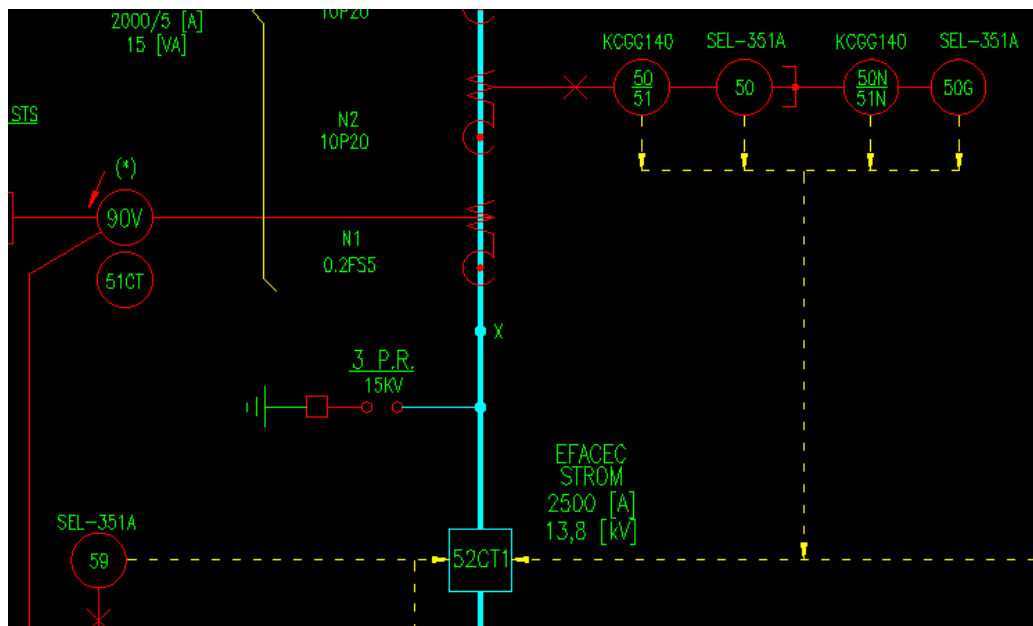 2000/5 [A]
15 [VA]
10P20
KCGG140
SEL-351A
KCGG140
SEL-351A
50
51
50
50N
51N
50G
STS
N2
10P20
(*)
90V
51CT
N1
0.2FS5
X
3 P.R.
15KV
EFACEC
STROM
2500 [A]
13,8 [kV]
SEL-351A
59
52CT1